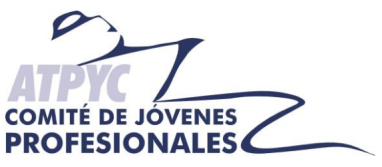 ATPYC
COMITÉ DE JÓVENES
PROFESIONALES